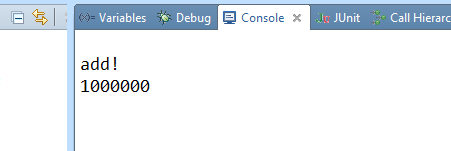 Variables Debug Console JUnit Call Hierarc
add!
1000000